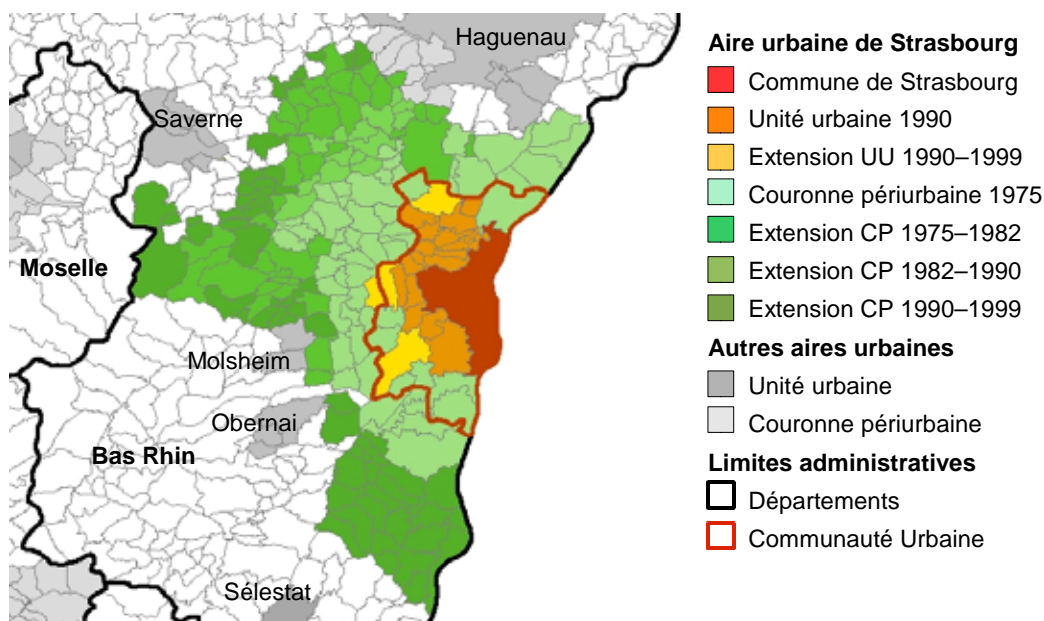 Haguenau
Saverne
Moselle
Molsheim
Obernai
Bas Rhin
Sélestat
Aire urbaine de Strasbourg
Commune de Strasbourg
Unité urbaine 1990
Extension UU 1990–1999
Couronne périurbaine 1975
Extension CP 1975–1982
Extension CP 1982–1990
Extension CP 1990–1999
Autres aires urbaines
Unité urbaine
Couronne périurbaine
Limites administratives
Départements
Communauté Urbaine